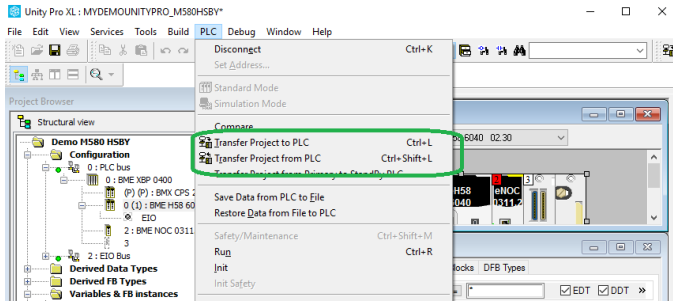 Unity Pro XL : MYDEMOUNITYPRO_M580HSBY*
File Edit View Services Tools Build PLC Debug Window Help
Disconnect Ctrl+K
Set Address...
Standard Mode
Simulation Mode
Project Browser
Structural view
Compare
6040 02.30
Demo M580 HSBY
Transfer Project to PLC Ctrl+L
Configuration
Transfer Project from PLC Ctrl+Shift+L
0 : PLC bus
Transfer Project from Primary to StandBy PLC
0 : BME XBP 0400
(P) (P) : BMX CPS 2
Save Data from PLC to File
H58 eNOC
0 (1) : BME H58 60
040 0311.2
3
Restore Data from File to PLC
EIO
2 : BME NOC 0311
Safety/Maintenance Ctrl+Shift+M
3
Run Ctrl+R
2 : EIO Bus
Init
locks DFB Types
Derived Data Types
Init Safety
Derived FB Types
* EDT DDT »
Variables & FB instances